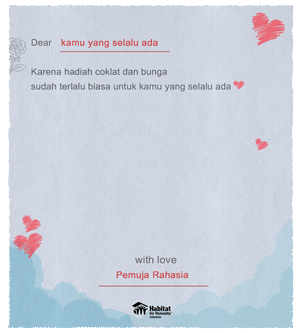 Dear kamu yang selalu ada
Karena hadiah coklat dan bunga
sudah terlalu biasa untuk kamu yang selalu ada
with love
Pemuja Rahasia
Habitat
for Humanity
Indonesia